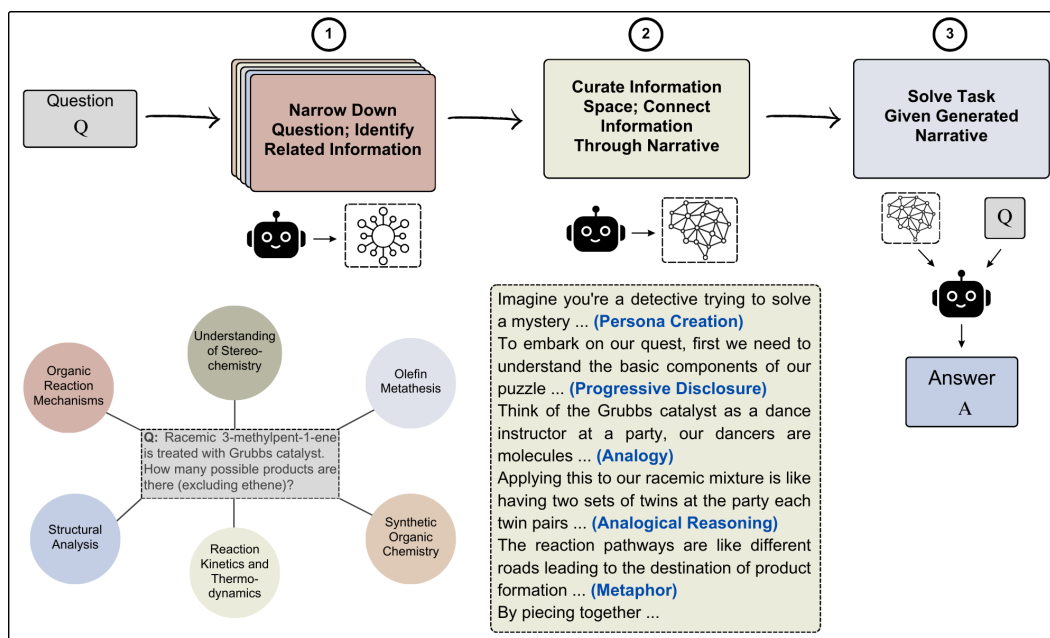 1
2
3
Question
Q
Narrow Down
Question; Identify
Related Information
Curate Information
Space; Connect
Information
Through Narrative
Solve Task
Given Generated
Narrative
Q
Answer
A
Organic
Reaction
Mechanisms
Understanding
of Stereo-
chemistry
Olefin
Metathesis
Q: Racemic 3-methylpent-1-ene
is treated with Grubbs catalyst.
How many possible products are
there (excluding ethene)?
Structural
Analysis
Reaction
Kinetics and
Thermo-
dynamics
Synthetic
Organic
Chemistry
Imagine you're a detective trying to solve
a mystery ... (Persona Creation)
To embark on our quest, first we need to
understand the basic components of our
puzzle ... (Progressive Disclosure)
Think of the Grubbs catalyst as a dance
instructor at a party, our dancers are
molecules ... (Analogy)
Applying this to our racemic mixture is like
having two sets of twins at the party each
twin pairs ... (Analogical Reasoning)
The reaction pathways are like different
roads leading to the destination of product
formation ... (Metaphor)
By piecing together ...